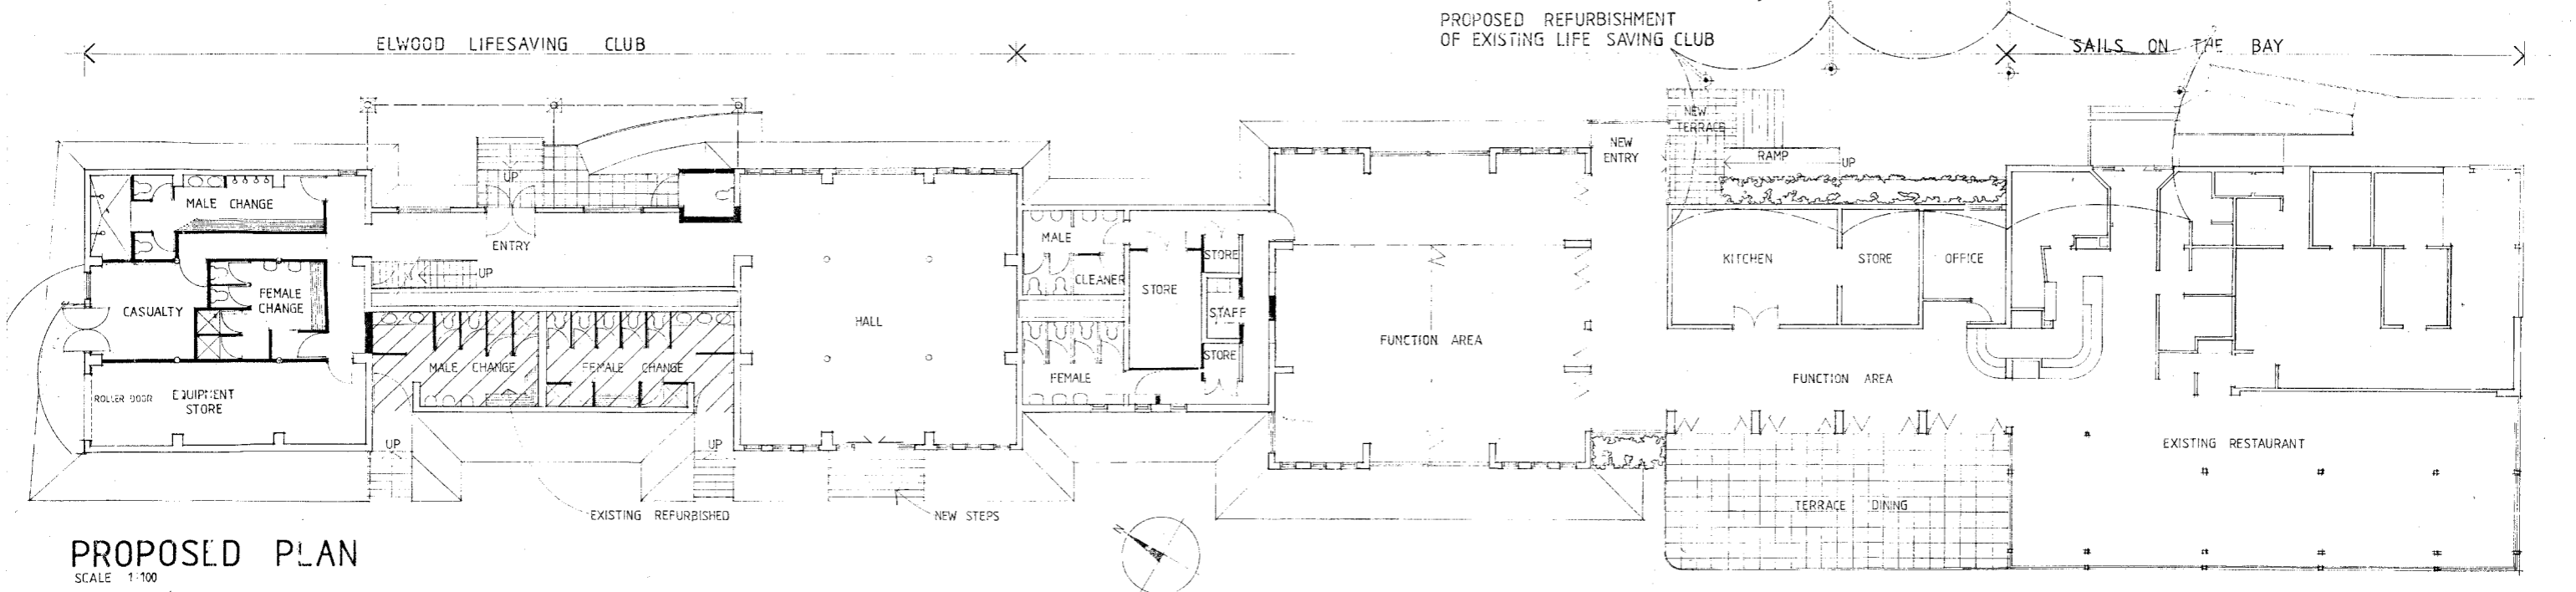 ELWOOD LIFESAVING CLUB
PROPOSED REFURBISHMENT
OF EXISTING LIFE SAVING CLUB
SAILS ON THE BAY
NEW
TERRACE
NEW
ENTRY
RAMP
UP
UP
MALE CHANGE
ENTRY
UP
MALE
CLEANER
STORE
STORE
STAFF
STORE
FEMALE
KITCHEN
STORE
OFFICE
FEMALE
CHANGE
CASUALTY
HALL
FUNCTION AREA
MALE CHANGE
FEMALE CHANGE
FUNCTION AREA
ROLLER DOOR
EQUIPMENT
STORE
UP
UP
EXISTING RESTAURANT
EXISTING REFURBISHED
NEW STEPS
TERRACE DINING
N
PROPOSED PLAN
SCALE 1:100